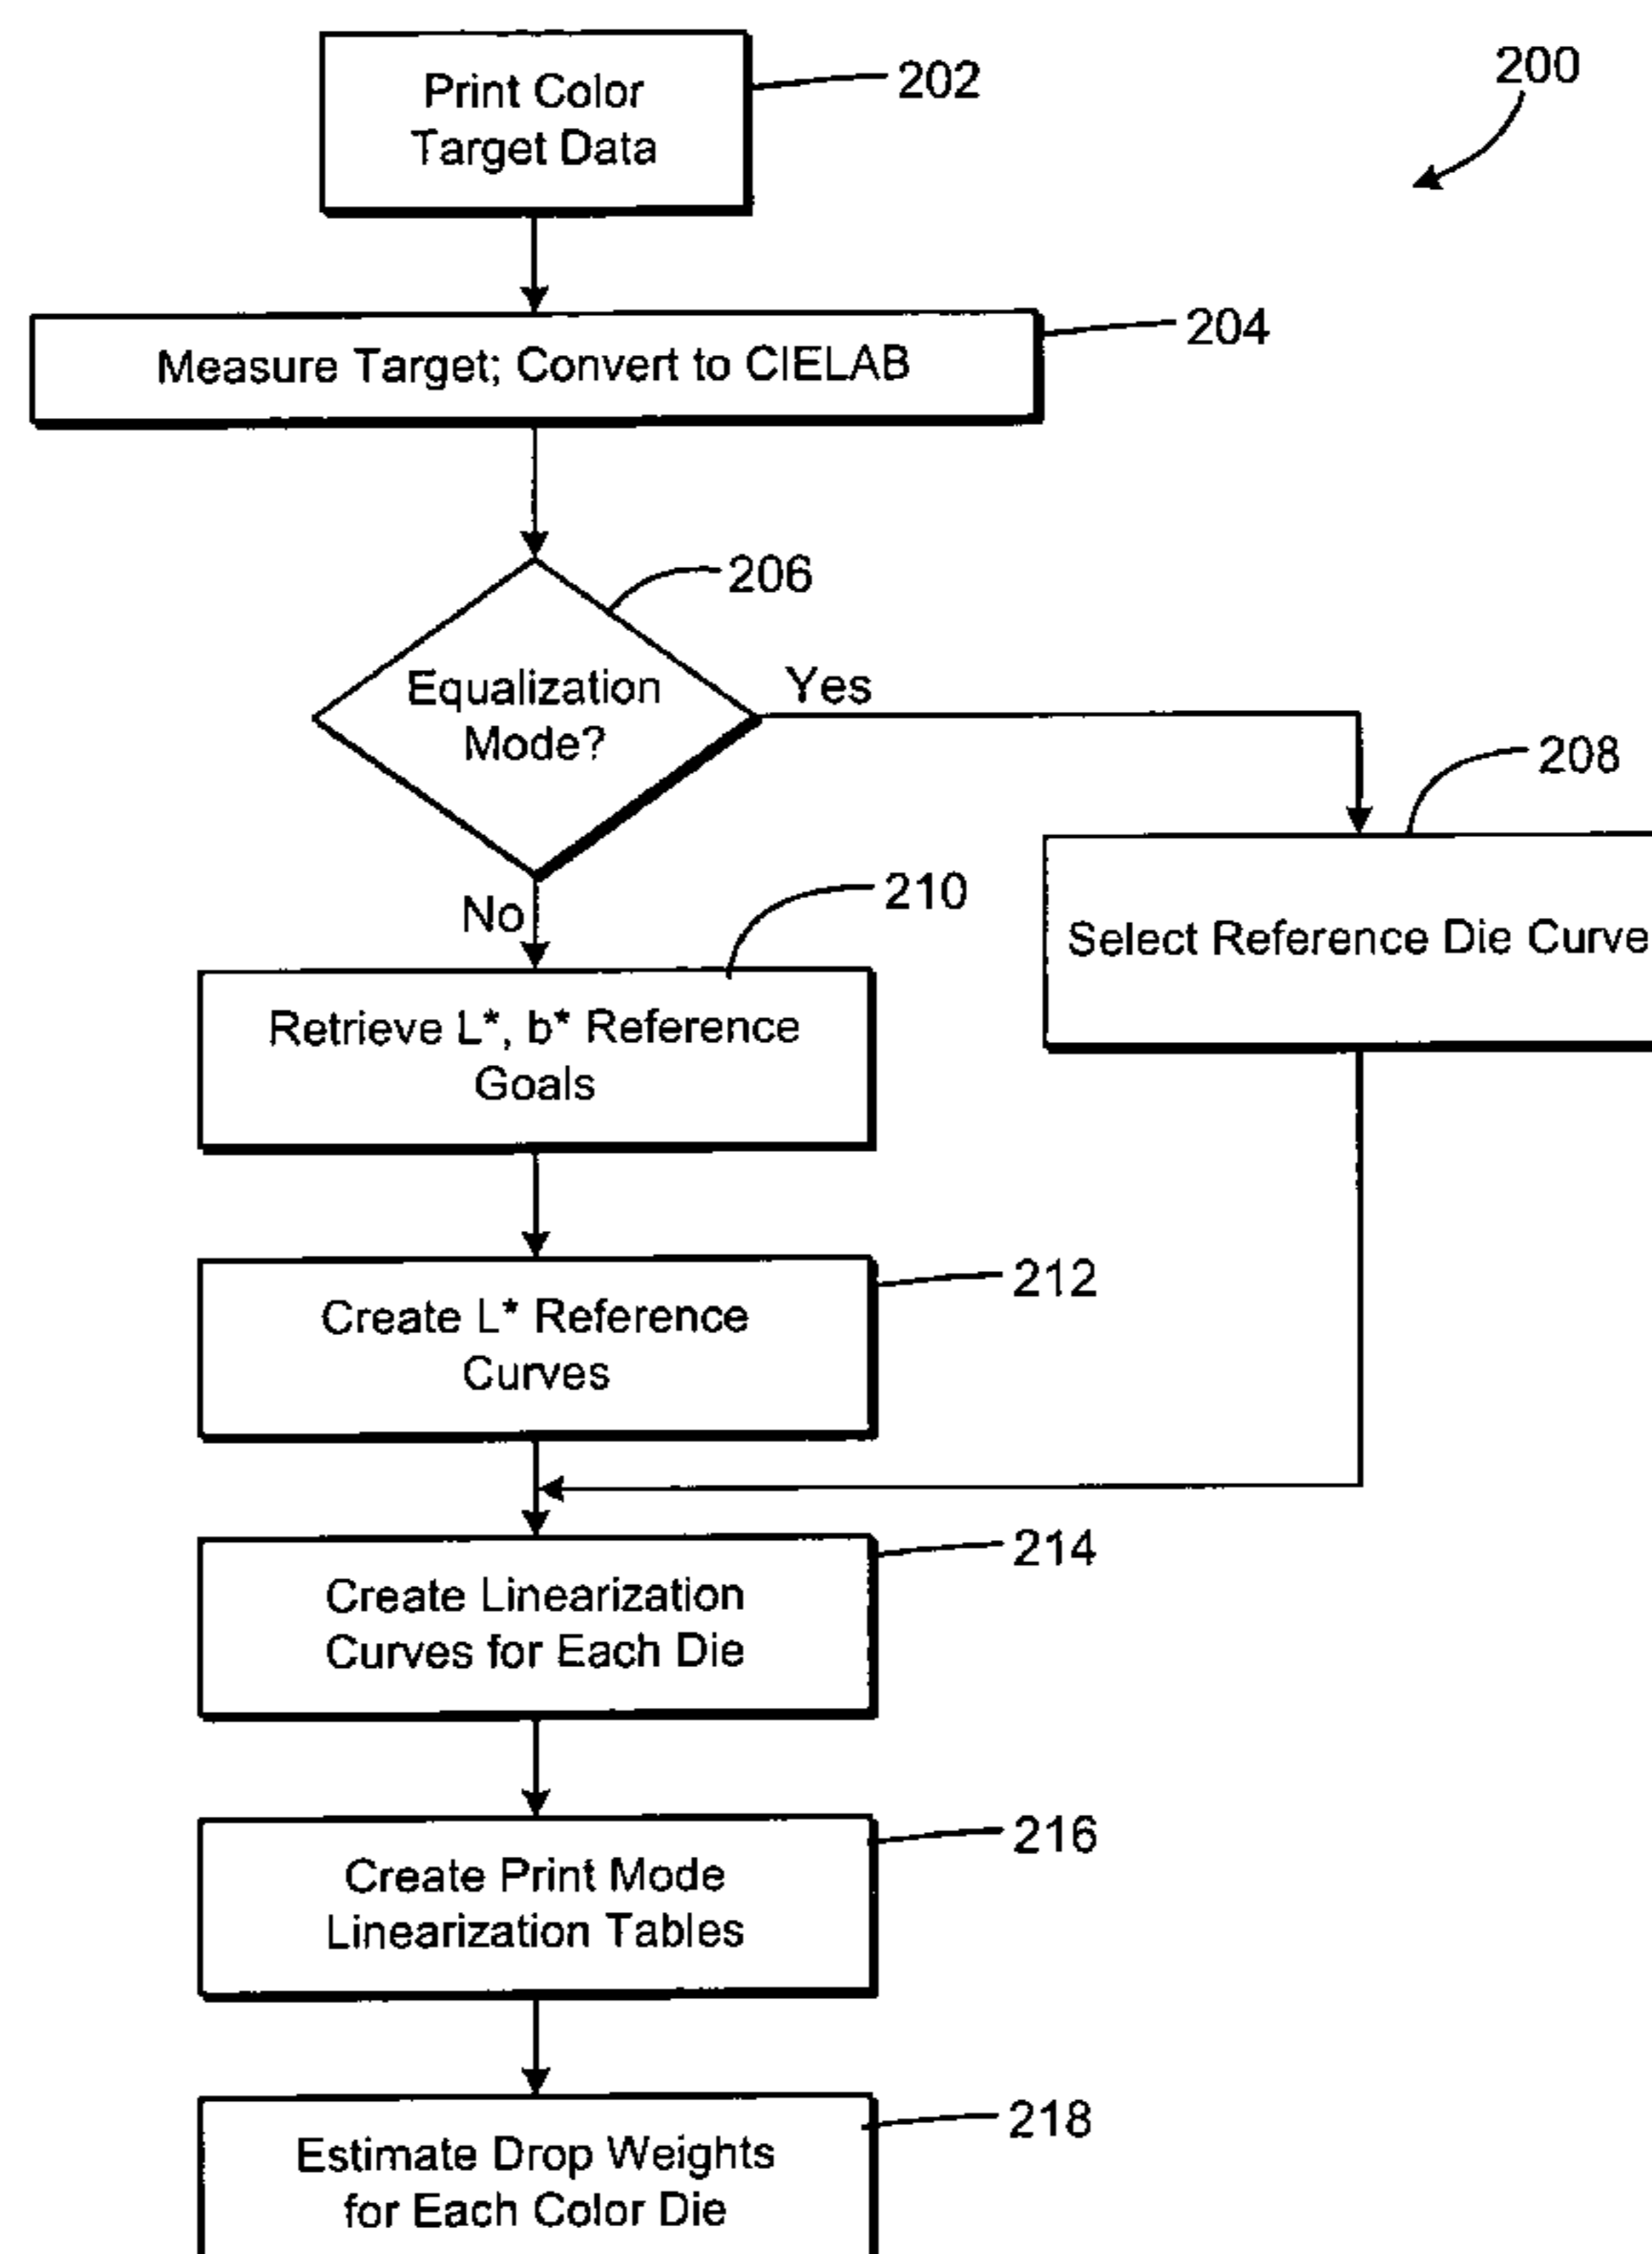 Print Color
Target Data
202
200
Measure Target; Convert to CIELAB
204
206
Equalization
Mode?
Yes
208
Select Reference Die Curve
No
210
Retrieve L*, b* Reference
Goals
Create L* Reference
Curves
212
Create Linearization
Curves for Each Die
214
Create Print Mode
Linearization Tables
216
Estimate Drop Weights
for Each Color Die
218